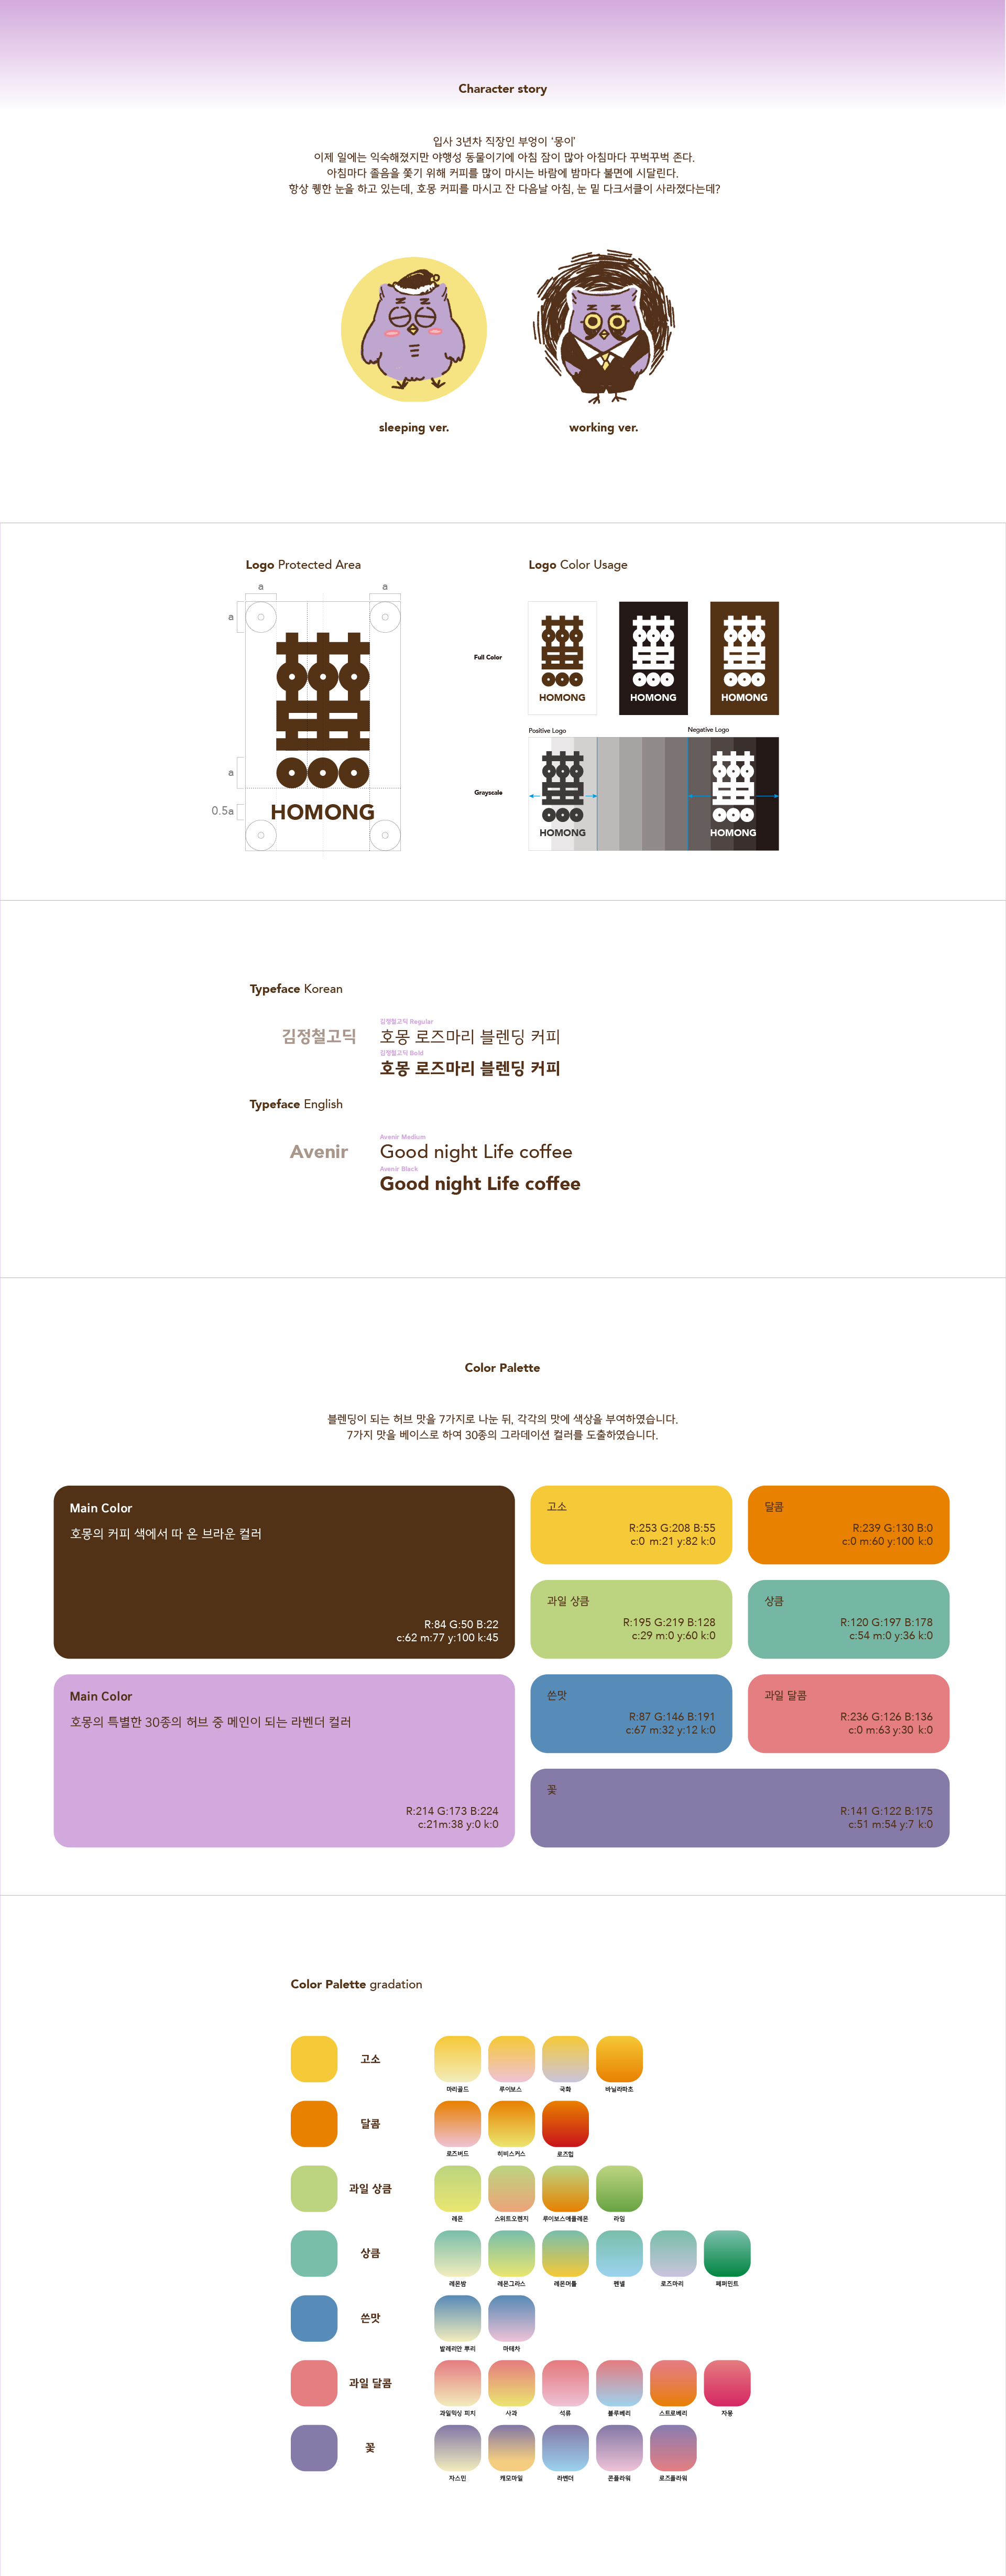 Character story
입사 3년차 직장인 부엉이 ‘몽이’
이제 일에는 익숙해졌지만 야행성 동물이기에 아침 잠이 많아 아침마다 꾸벅꾸벅 존다.
아침마다 졸음을 쫓기 위해 커피를 많이 마시는 바람에 밤마다 불면에 시달린다.
항상 퀭한 눈을 하고 있는데, 호몽 커피를 마시고 잔 다음날 아침, 눈 밑 다크서클이 사라졌다는데?
sleeping ver.
working ver.
Logo Protected Area
a
a
a
a
0.5a
HOMONG
Logo Color Usage
Full Color
HOMONG
HOMONG
HOMONG
Positive Logo
Negative Logo
Grayscale
HOMONG
HOMONG
Typeface Korean
김정철고딕
김정철고딕 Regular
호몽 로즈마리 블렌딩 커피
김정철고딕 Bold
호몽 로즈마리 블렌딩 커피
Typeface English
Avenir
Avenir Medium
Good night Life coffee
Avenir Black
Good night Life coffee
Color Palette
블렌딩이 되는 허브 맛을 7가지로 나눈 뒤, 각각의 맛에 색상을 부여하였습니다.
7가지 맛을 베이스로 하여 30종의 그라데이션 컬러를 도출하였습니다.
Main Color
호몽의 커피 색에서 따 온 브라운 컬러
R:84 G:50 B:22
c:62 m:77 y:100 k:45
Main Color
호몽의 특별한 30종의 허브 중 메인이 되는 라벤더 컬러
R:214 G:173 B:224
c:21m:38 y:0 k:0
고소
R:253 G:208 B:55
c:0 m:21 y:82 k:0
달콤
R:239 G:130 B:0
c:0 m:60 y:100 k:0
과일 상큼
R:195 G:219 B:128
c:29 m:0 y:60 k:0
상큼
R:120 G:197 B:178
c:54 m:0 y:36 k:0
쓴맛
R:87 G:146 B:191
c:67 m:32 y:12 k:0
과일 달콤
R:236 G:126 B:136
c:0 m:63 y:30 k:0
꽃
R:141 G:122 B:175
c:51 m:54 y:7 k:0
Color Palette gradation
고소
마리골드
루이보스
국화
바닐라파초
달콤
로즈버드
히비스커스
로즈힙
과일 상큼
레몬
스위트오렌지
루이보스애플레몬
라임
상큼
레몬밤
레몬그라스
레몬머틀
펜넬
로즈마리
페퍼민트
쓴맛
발레리안 뿌리
마테차
과일 달콤
과일믹싱 피치
사과
석류
블루베리
스트로베리
자몽
꽃
자스민
캐모마일
라벤더
콘플라워
로즈플라워